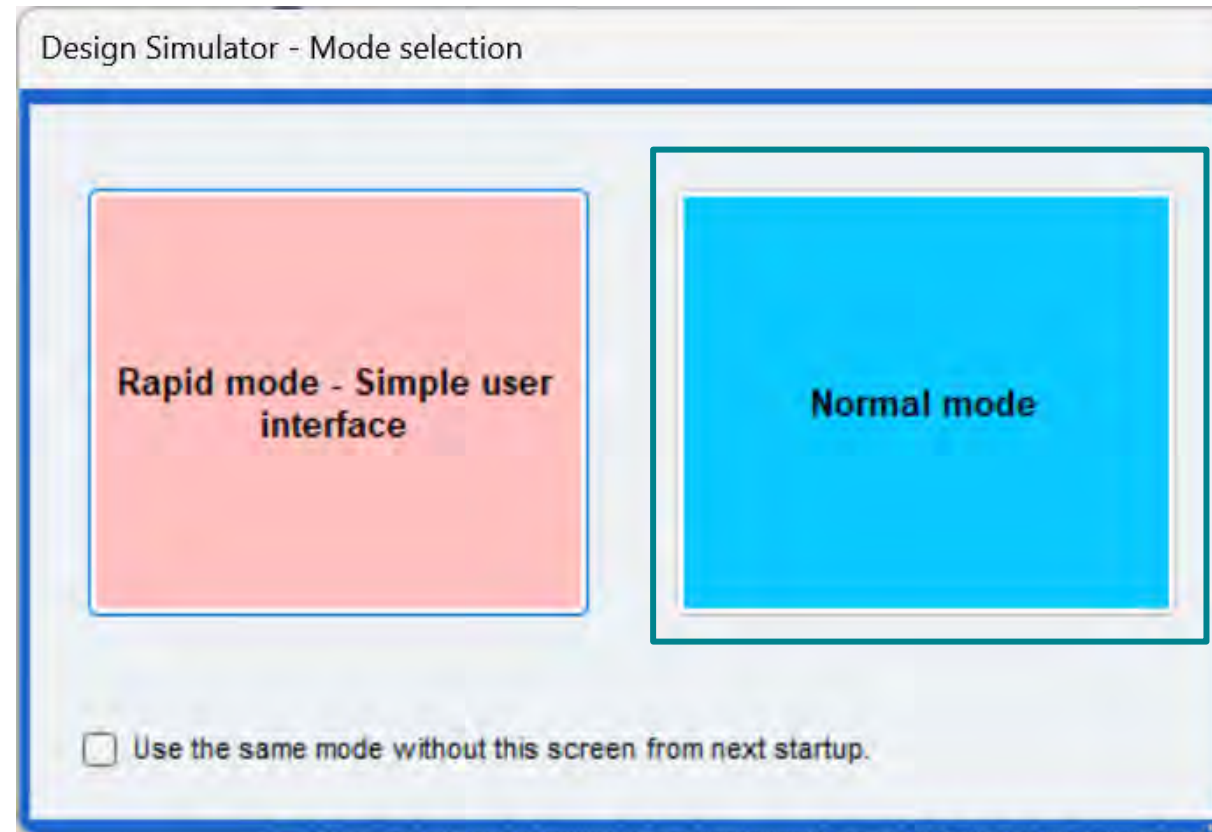 Design Simulator - Mode selection
Rapid mode - Simple user
interface
Normal mode
Use the same mode without this screen from next startup.